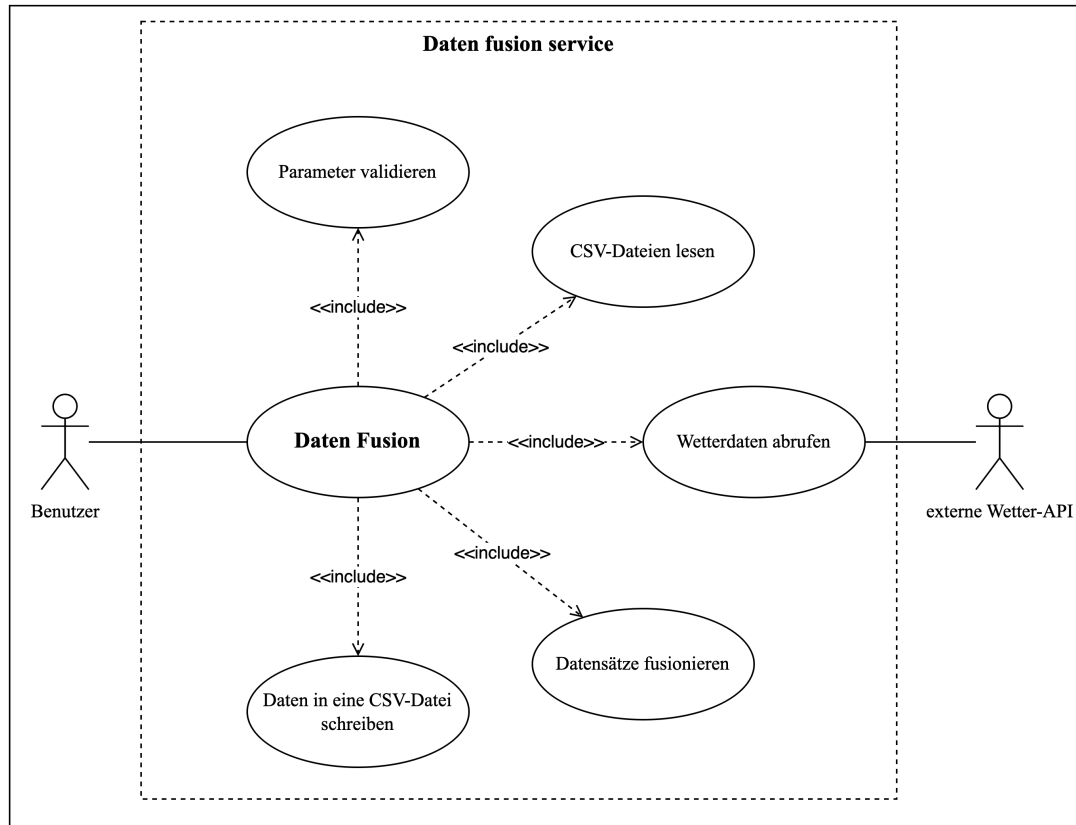 Daten fusion service
Parameter validieren
CSV-Dateien lesen
<<include>>
<<include>>
Daten Fusion
<<include>>
Wetterdaten abrufen
Benutzer
externe Wetter-API
<<include>>
<<include>>
Datensätze fusionieren
Daten in eine CSV-Datei
schreiben